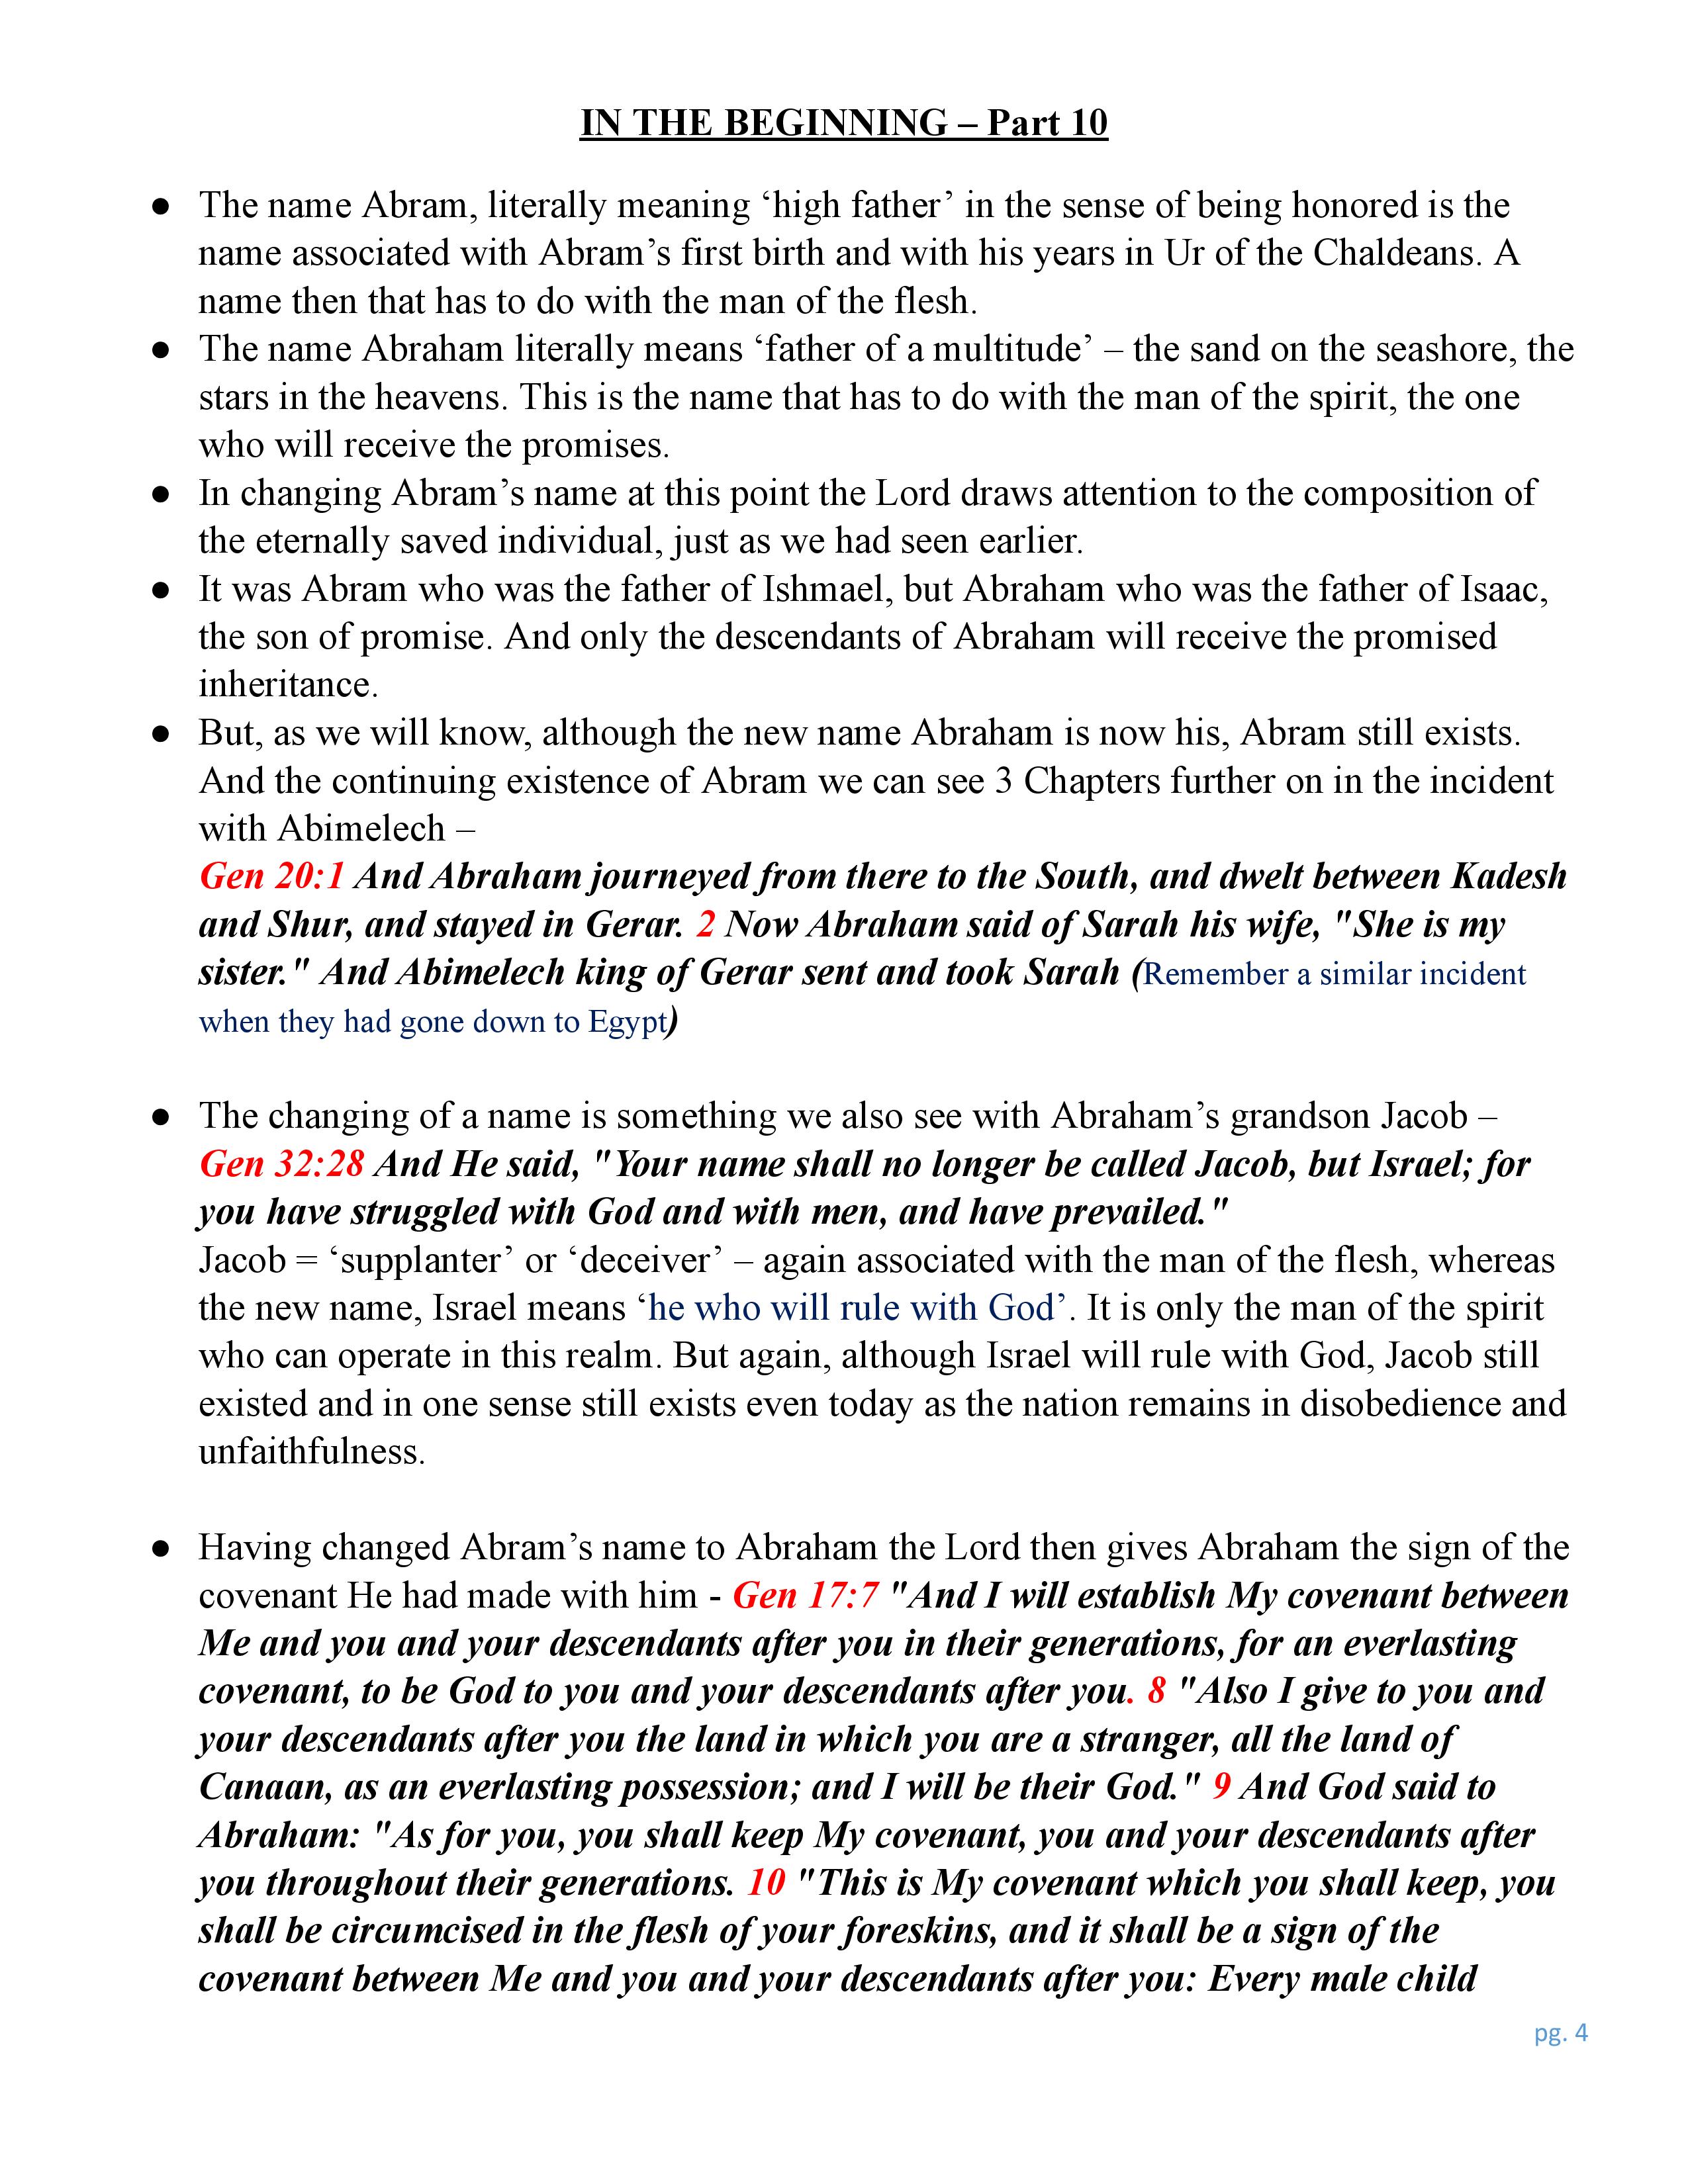 IN THE BEGINNING – Part 10
● The name Abram, literally meaning ‘high father’ in the sense of being honored is the
name associated with Abram’s first birth and with his years in Ur of the Chaldeans. A
name then that has to do with the man of the flesh.
● The name Abraham literally means ‘father of a multitude’ – the sand on the seashore, the
stars in the heavens. This is the name that has to do with the man of the spirit, the one
who will receive the promises.
● In changing Abram’s name at this point the Lord draws attention to the composition of
the eternally saved individual, just as we had seen earlier.
● It was Abram who was the father of Ishmael, but Abraham who was the father of Isaac,
the son of promise. And only the descendants of Abraham will receive the promised
inheritance.
● But, as we will know, although the new name Abraham is now his, Abram still exists.
And the continuing existence of Abram we can see 3 Chapters further on in the incident
with Abimelech –
Gen 20:1 And Abraham journeyed from there to the South, and dwelt between Kadesh
and Shur, and stayed in Gerar. 2 Now Abraham said of Sarah his wife, "She is my
sister." And Abimelech king of Gerar sent and took Sarah (Remember a similar incident
when they had gone down to Egypt)
● The changing of a name is something we also see with Abraham’s grandson Jacob –
Gen 32:28 And He said, "Your name shall no longer be called Jacob, but Israel; for
you have struggled with God and with men, and have prevailed."
Jacob = ‘supplanter’ or ‘deceiver’ – again associated with the man of the flesh, whereas
the new name, Israel means ‘he who will rule with God’. It is only the man of the spirit
who can operate in this realm. But again, although Israel will rule with God, Jacob still
existed and in one sense still exists even today as the nation remains in disobedience and
unfaithfulness.
● Having changed Abram’s name to Abraham the Lord then gives Abraham the sign of the
covenant He had made with him - Gen 17:7 "And I will establish My covenant between
Me and you and your descendants after you in their generations, for an everlasting
covenant, to be God to you and your descendants after you. 8 "Also I give to you and
your descendants after you the land in which you are a stranger, all the land of
Canaan, as an everlasting possession; and I will be their God." 9 And God said to
Abraham: "As for you, you shall keep My covenant, you and your descendants after
you throughout their generations. 10 "This is My covenant which you shall keep, you
shall be circumcised in the flesh of your foreskins, and it shall be a sign of the
covenant between Me and you and your descendants after you: Every male child
pg. 4